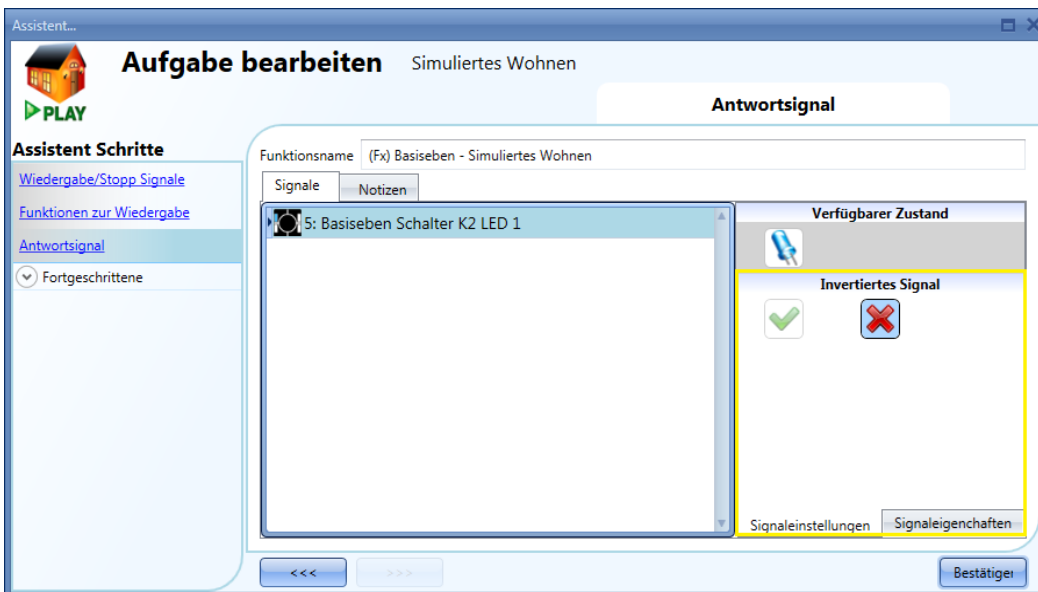 Assistent...
Aufgabe bearbeiten Simuliertes Wohnen
PLAY
Antwortsignal
Assistent Schritte
Wiedergabe/Stopp Signale
Funktionen zur Wiedergabe
Antwortsignal
Fortgeschrittene
Funktionsname (Fx) Basiseben - Simuliertes Wohnen
Signale Notizen
5: Basiseben Schalter K2 LED 1
Verfügbarer Zustand
Invertiertes Signal
Signaleinstellungen Signaleigenchaften
<<< >>> Bestätiger